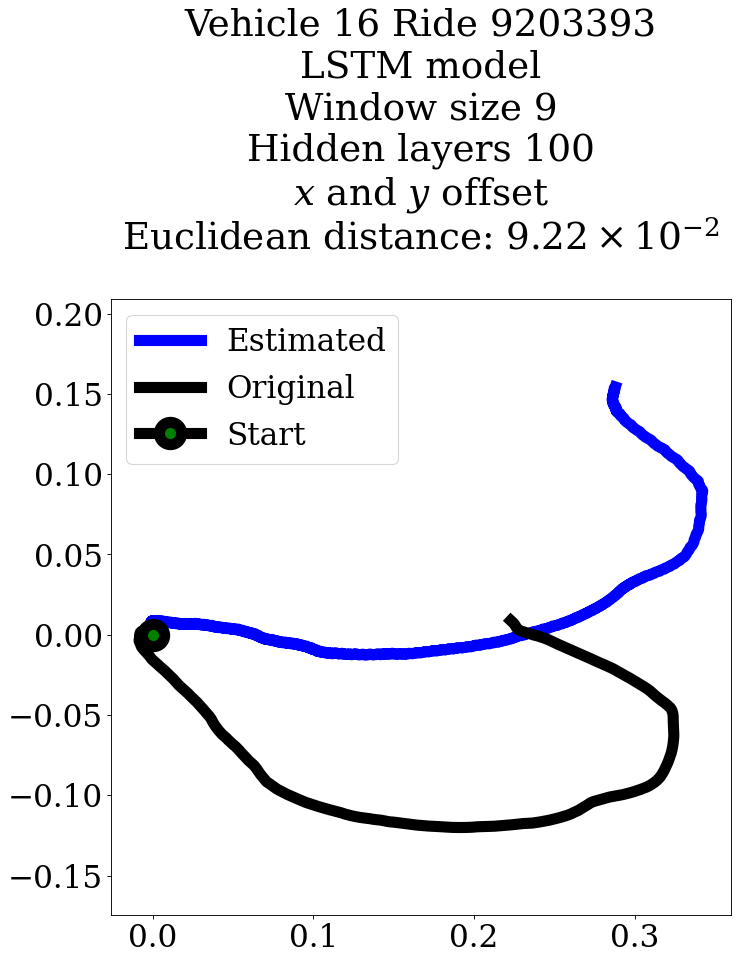 Vehicle 16 Ride 9203393
LSTM model
Window size 9
Hidden layers 100
x and y offset
Euclidean distance: 9.22 × 10⁻²
Estimated
Original
Start
0.20
0.15
0.10
0.05
0.00
−0.05
−0.10
−0.15
0.0 0.1 0.2 0.3